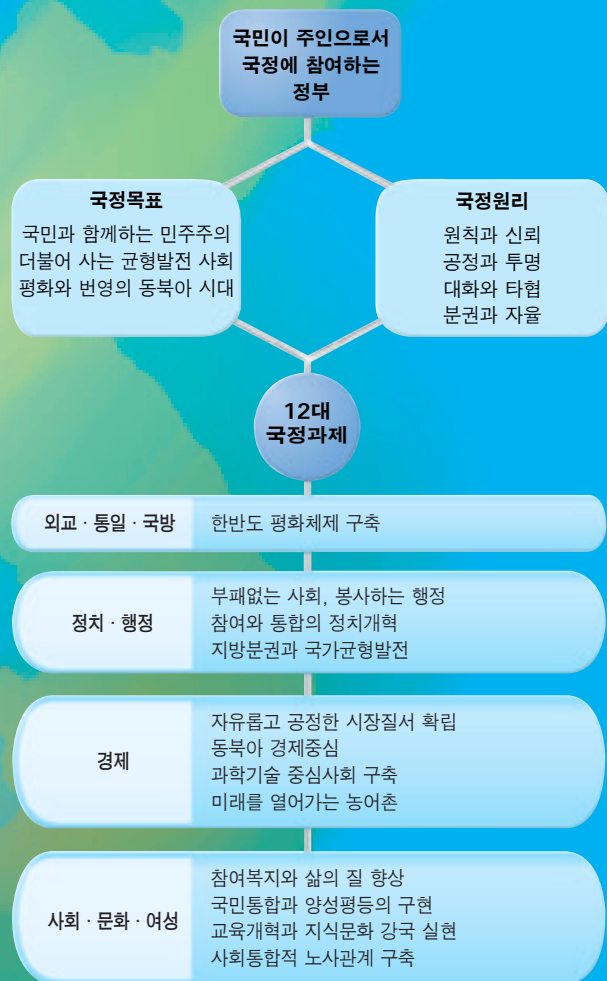 국민이 주인으로서
국정에 참여하는
정부
국정목표
국민과 함께하는 민주주의
더불어 사는 균형발전 사회
평화와 번영의 동북아 시대
국정원리
원칙과 신뢰
공정과 투명
대화와 타협
분권과 자율
12대
국정과제
외교 · 통일 · 국방
한반도 평화체제 구축
정치 · 행정
부패없는 사회, 봉사하는 행정
참여와 통합의 정치개혁
지방분권과 국가균형발전
경제
자유롭고 공정한 시장질서 확립
동북아 경제중심
과학기술 중심사회 구축
미래를 열어가는 농어촌
사회 · 문화 · 여성
참여복지와 삶의 질 향상
국민통합과 양성평등의 구현
교육개혁과 지식문화 강국 실현
사회통합적 노사관계 구축